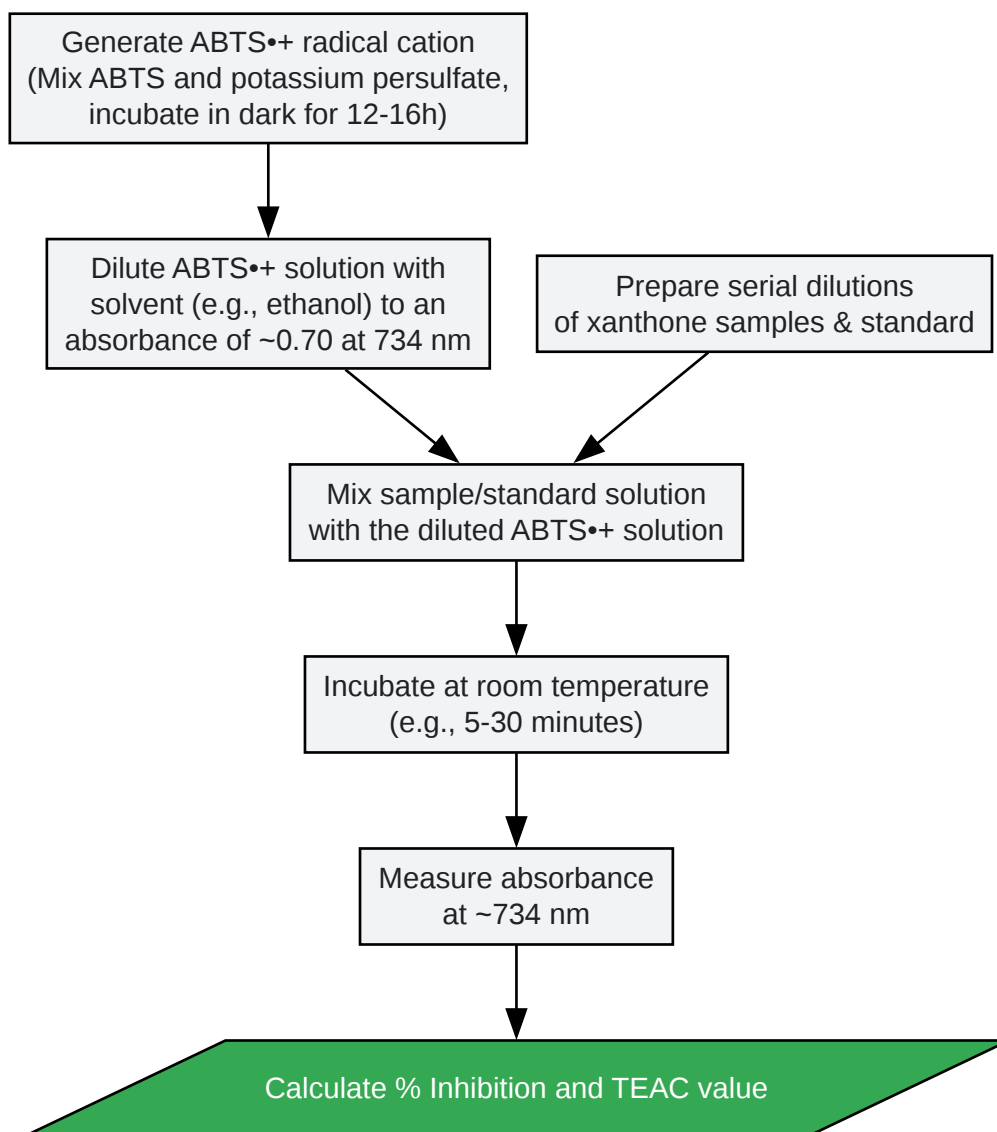 Generate ABTS•+ radical cation
(Mix ABTS and potassium persulfate,
incubate in dark for 12-16h)
Dilute ABTS•+ solution with
solvent (e.g., ethanol) to an
absorbance of ~0.70 at 734 nm
Prepare serial dilutions
of xanthone samples & standard
Mix sample/standard solution
with the diluted ABTS•+ solution
Incubate at room temperature
(e.g., 5-30 minutes)
Measure absorbance
at ~734 nm
Calculate % Inhibition and TEAC value